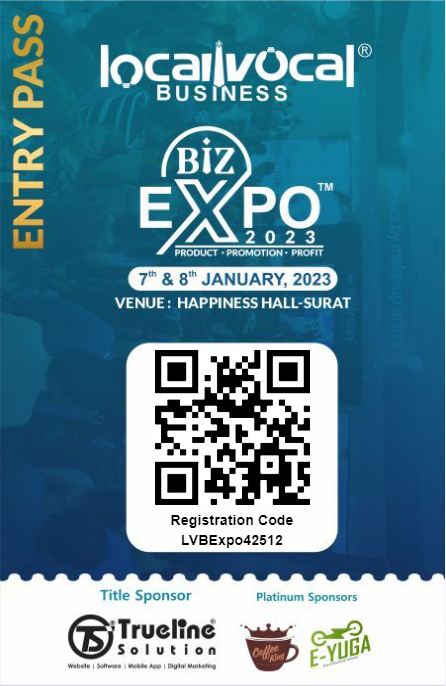 ENTRY PASS
localvocal®
BUSINESS
BiZ
EXPO™
2023
PRODUCT • PROMOTION • PROFIT
7th & 8th JANUARY, 2023
VENUE : HAPPINESS HALL-SURAT
Registration Code
LVBExpo42512
Title Sponsor
Platinum Sponsors
TS Trueline®
Solution
Website | Software | Mobile App | Digital Marketing
Coffee King
E-YUGA